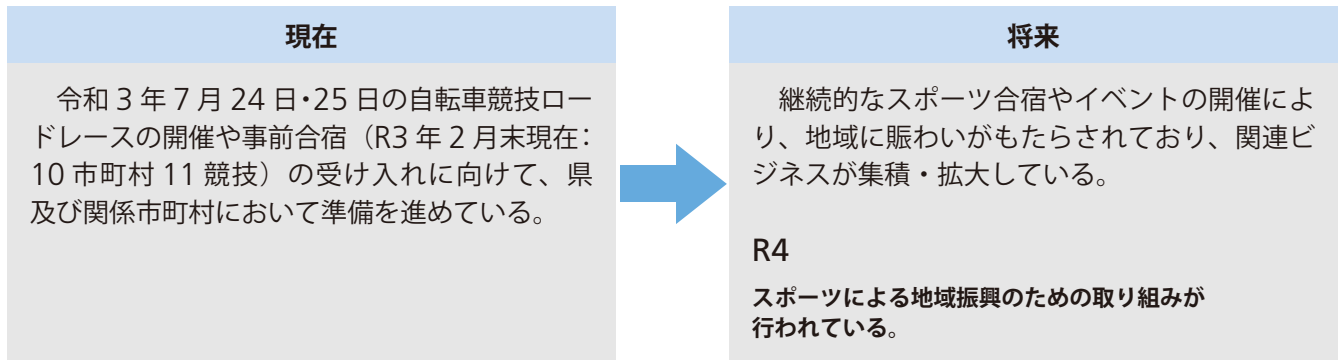 現在
令和 3 年 7 月 24 日・25 日の自転車競技ロー
ドレースの開催や事前合宿（R3 年 2 月末現在：
10 市町村 11 競技）の受け入れに向けて、県
及び関係市町村において準備を進めている。
将来
継続的なスポーツ合宿やイベントの開催によ
り、地域に賑わいがもたらされており、関連ビ
ジネスが集積・拡大している。
R4
スポーツによる地域振興のための取り組みが
行われている。